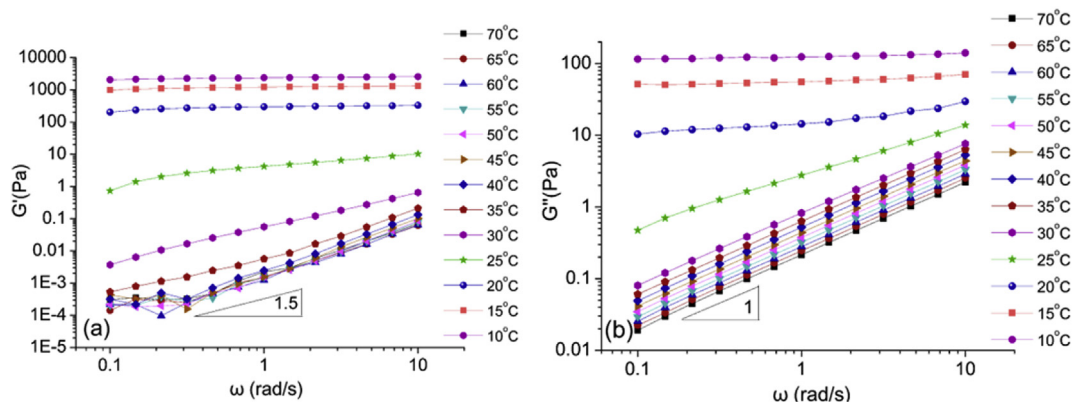 10000
1000
100
10
1
0.1
0.01
1E-3
1E-4
1E-5
G'(Pa)
0.1
1
10
ω (rad/s)
(a)
1.5
70°C
65°C
60°C
55°C
50°C
45°C
40°C
35°C
30°C
25°C
20°C
15°C
10°C
100
10
1
0.1
0.01
G"(Pa)
0.1
1
10
ω (rad/s)
(b)
1
70°C
65°C
60°C
55°C
50°C
45°C
40°C
35°C
30°C
25°C
20°C
15°C
10°C